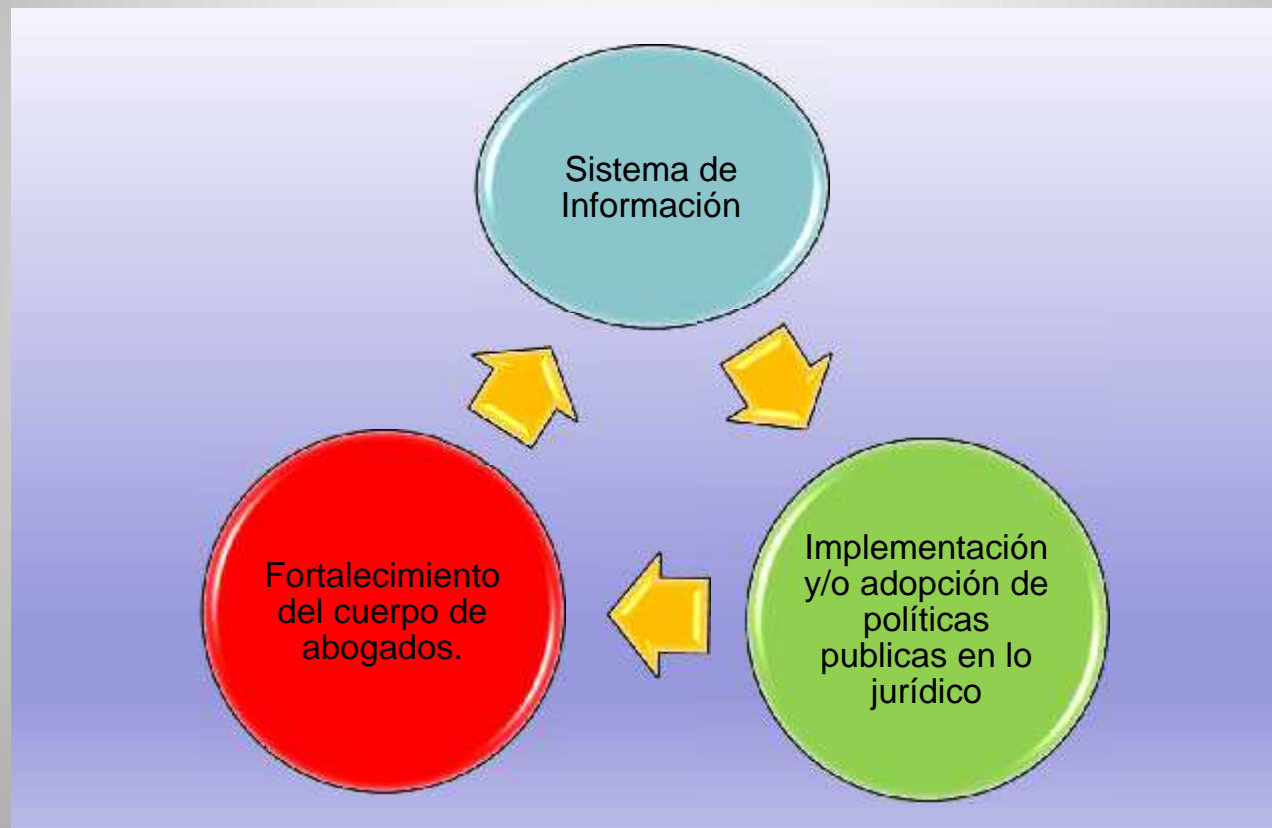 Sistema de
Información
Implementación
y/o adopción de
políticas
publicas en lo
jurídico
Fortalecimiento
del cuerpo de
abogados.